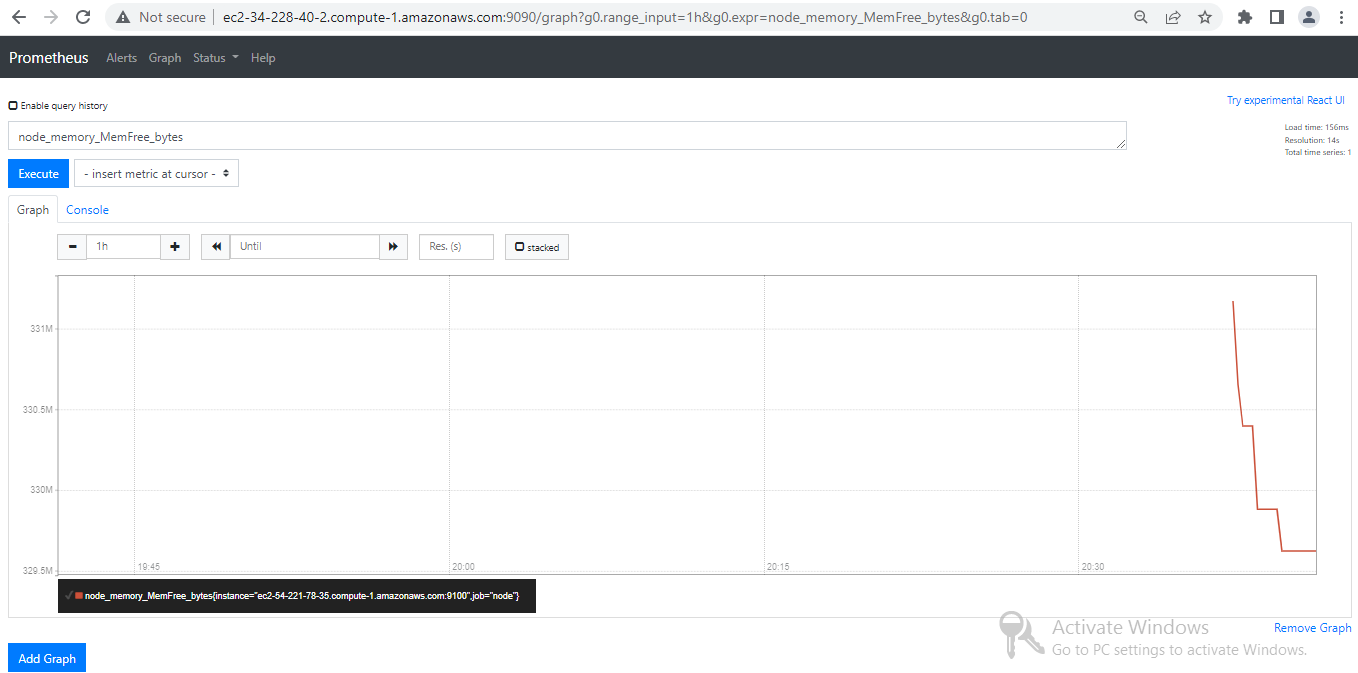 Not secure | ec2-34-228-40-2.compute-1.amazonaws.com:9090/graph?g0.range_input=1h&g0.expr=node_memory_MemFree_bytes&g0.tab=0
Prometheus Alerts Graph Status Help
Enable query history
Try experimental React UI
node_memory_MemFree_bytes
Load time: 156ms
Resolution: 14s
Total time series: 1
Execute
- insert metric at cursor -
Graph Console
1h
Until
Res. (s)
stacked
331M
330.5M
330M
329.5M
19:45 20:00 20:15 20:30
node_memory_MemFree_bytes{instance="ec2-54-221-78-35.compute-1.amazonaws.com:9100",job="node"}
Activate Windows
Go to PC settings to activate Windows.
Remove Graph
Add Graph